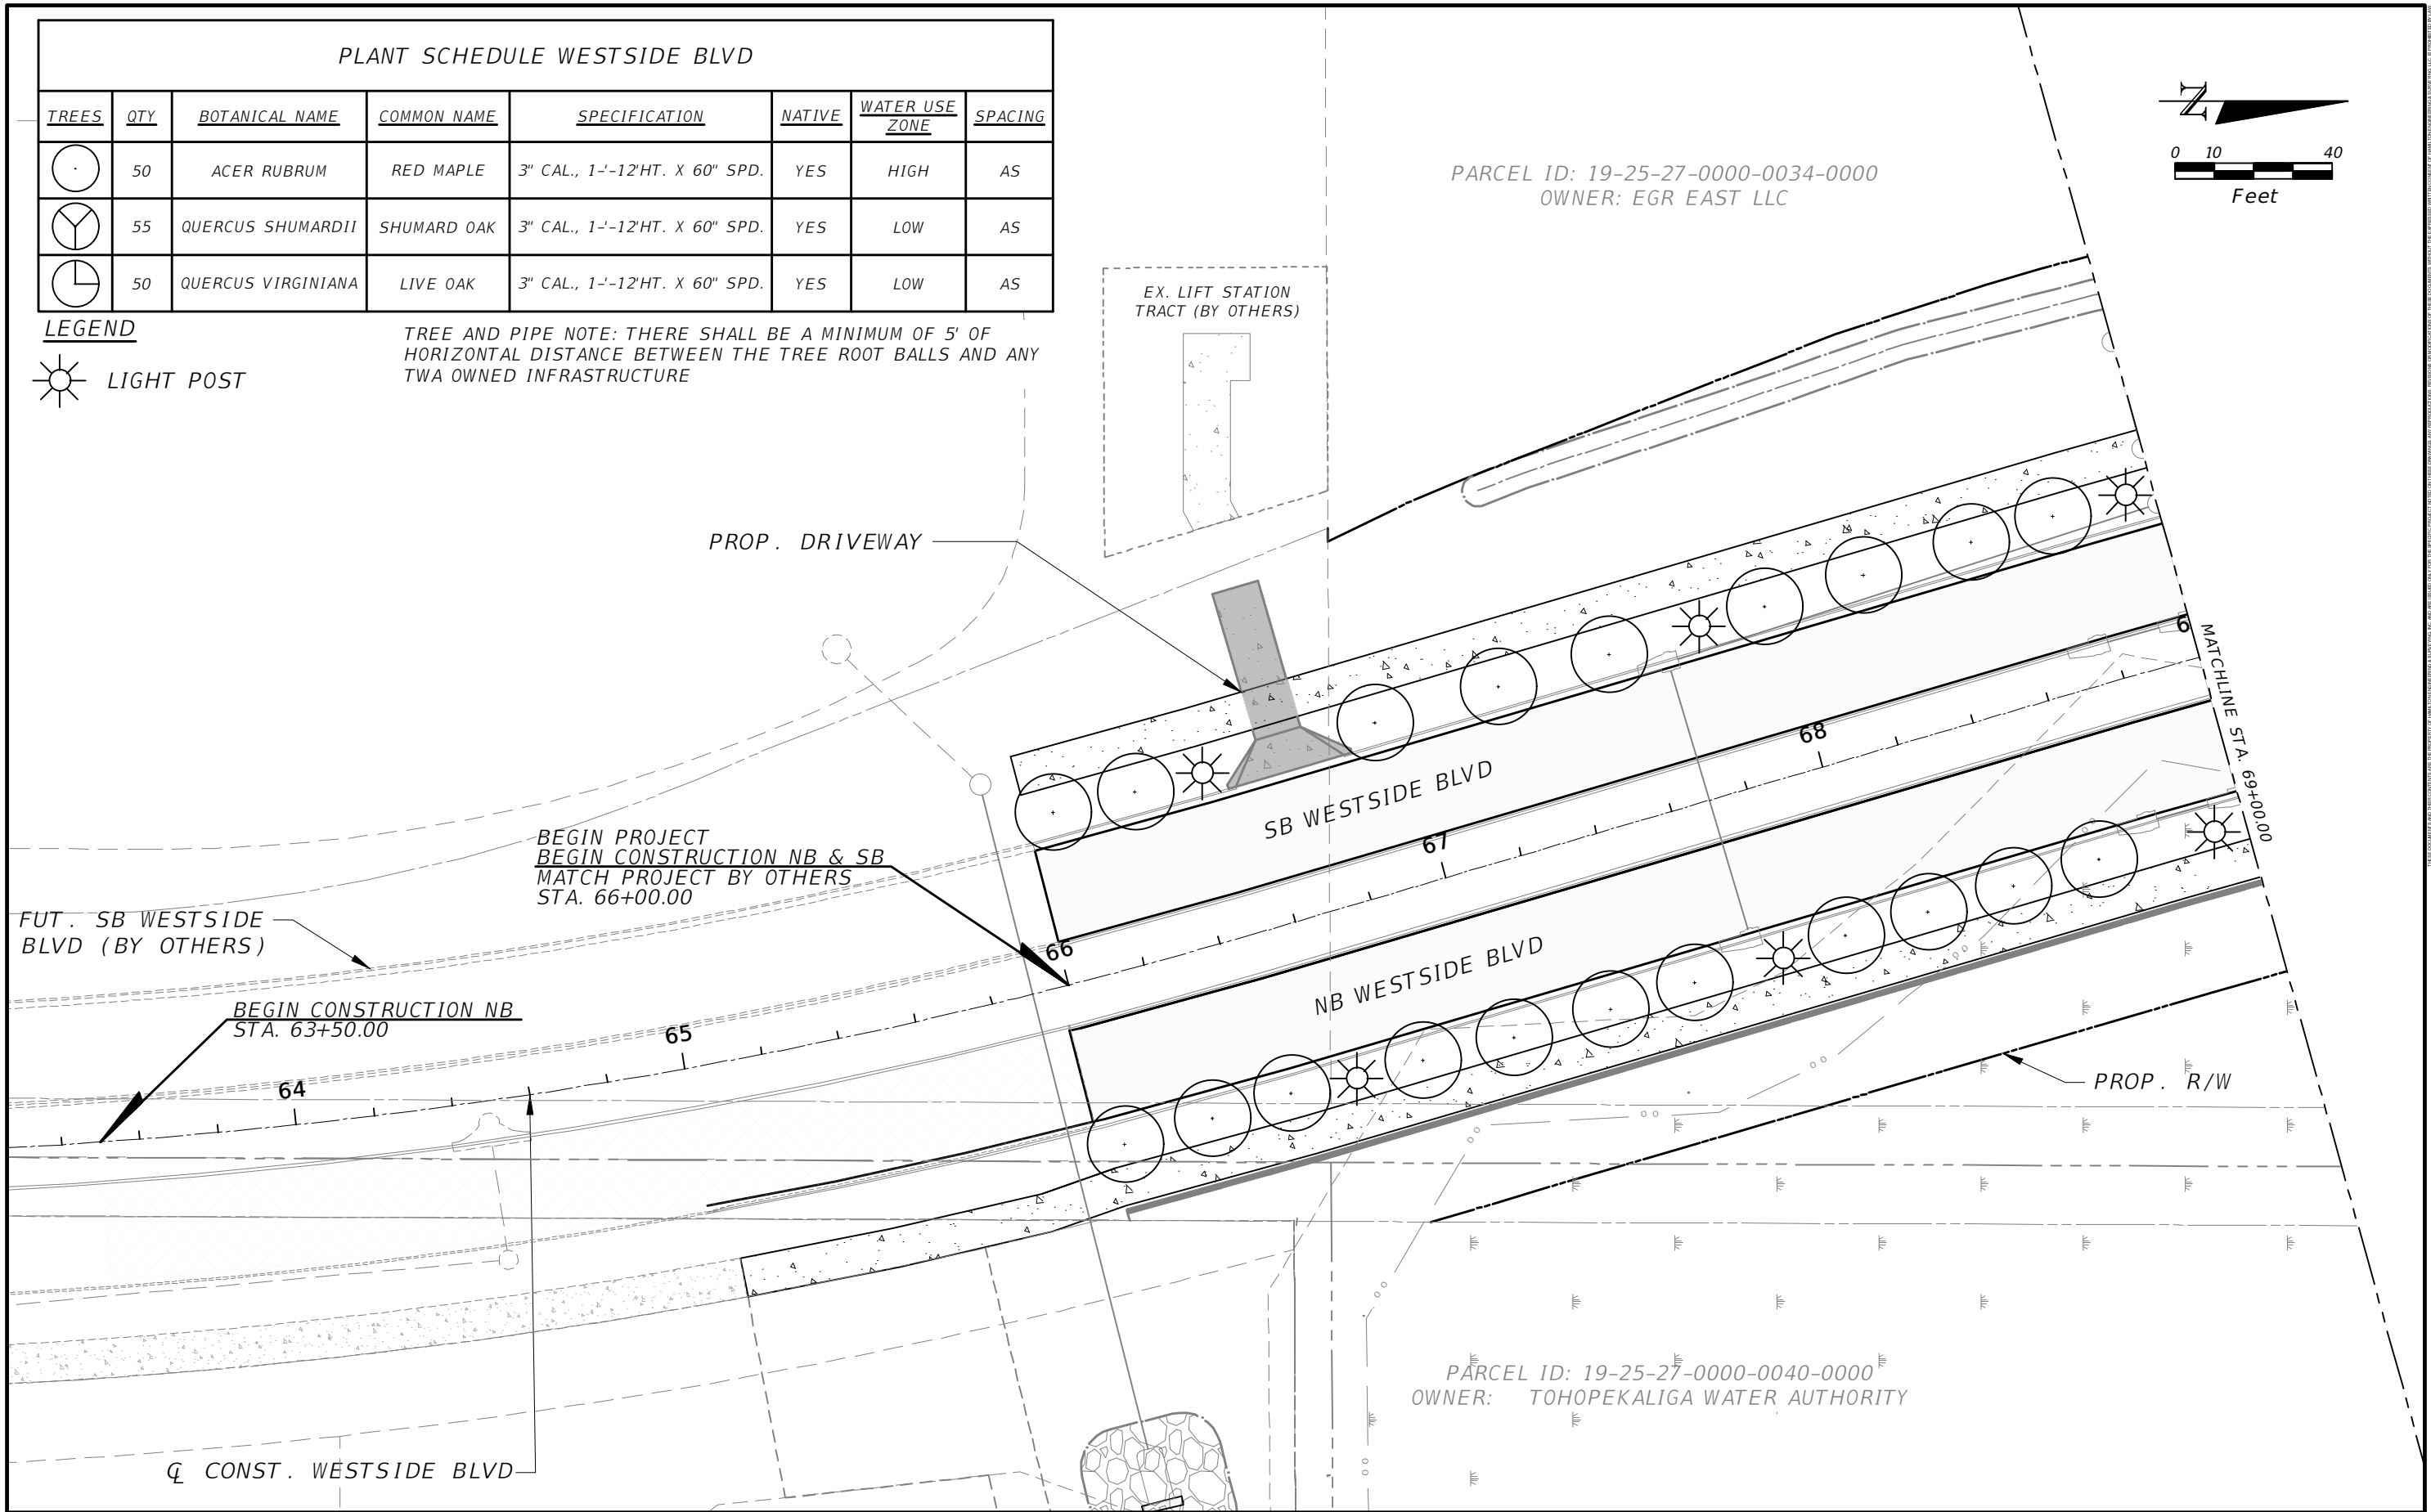 PLANT SCHEDULE WESTSIDE BLVD
TREES QTY BOTANICAL NAME COMMON NAME SPECIFICATION NATIVE WATER USE ZONE SPACING
50 ACER RUBRUM RED MAPLE 3" CAL., 1-'-12'HT. X 60" SPD. YES HIGH AS
55 QUERCUS SHUMARDII SHUMARD OAK 3" CAL., 1-'-12'HT. X 60" SPD. YES LOW AS
50 QUERCUS VIRGINIANA LIVE OAK 3" CAL., 1-'-12'HT. X 60" SPD. YES LOW AS
LEGEND
LIGHT POST
TREE AND PIPE NOTE: THERE SHALL BE A MINIMUM OF 5' OF
HORIZONTAL DISTANCE BETWEEN THE TREE ROOT BALLS AND ANY
TWA OWNED INFRASTRUCTURE
N
0 10 40
Feet
PARCEL ID: 19-25-27-0000-0034-0000
OWNER: EGR EAST LLC
EX. LIFT STATION
TRACT (BY OTHERS)
PROP. DRIVEWAY
SB WESTSIDE BLVD
NB WESTSIDE BLVD
MATCHLINE STA. 69+00.00
BEGIN PROJECT
BEGIN CONSTRUCTION NB & SB
MATCH PROJECT BY OTHERS
STA. 66+00.00
FUT. SB WESTSIDE
BLVD (BY OTHERS)
BEGIN CONSTRUCTION NB
STA. 63+50.00
64
65
66
67
68
6
PROP. R/W
PARCEL ID: 19-25-27-0000-0040-0000
OWNER: TOHOPEKALIGA WATER AUTHORITY
℄ CONST. WESTSIDE BLVD